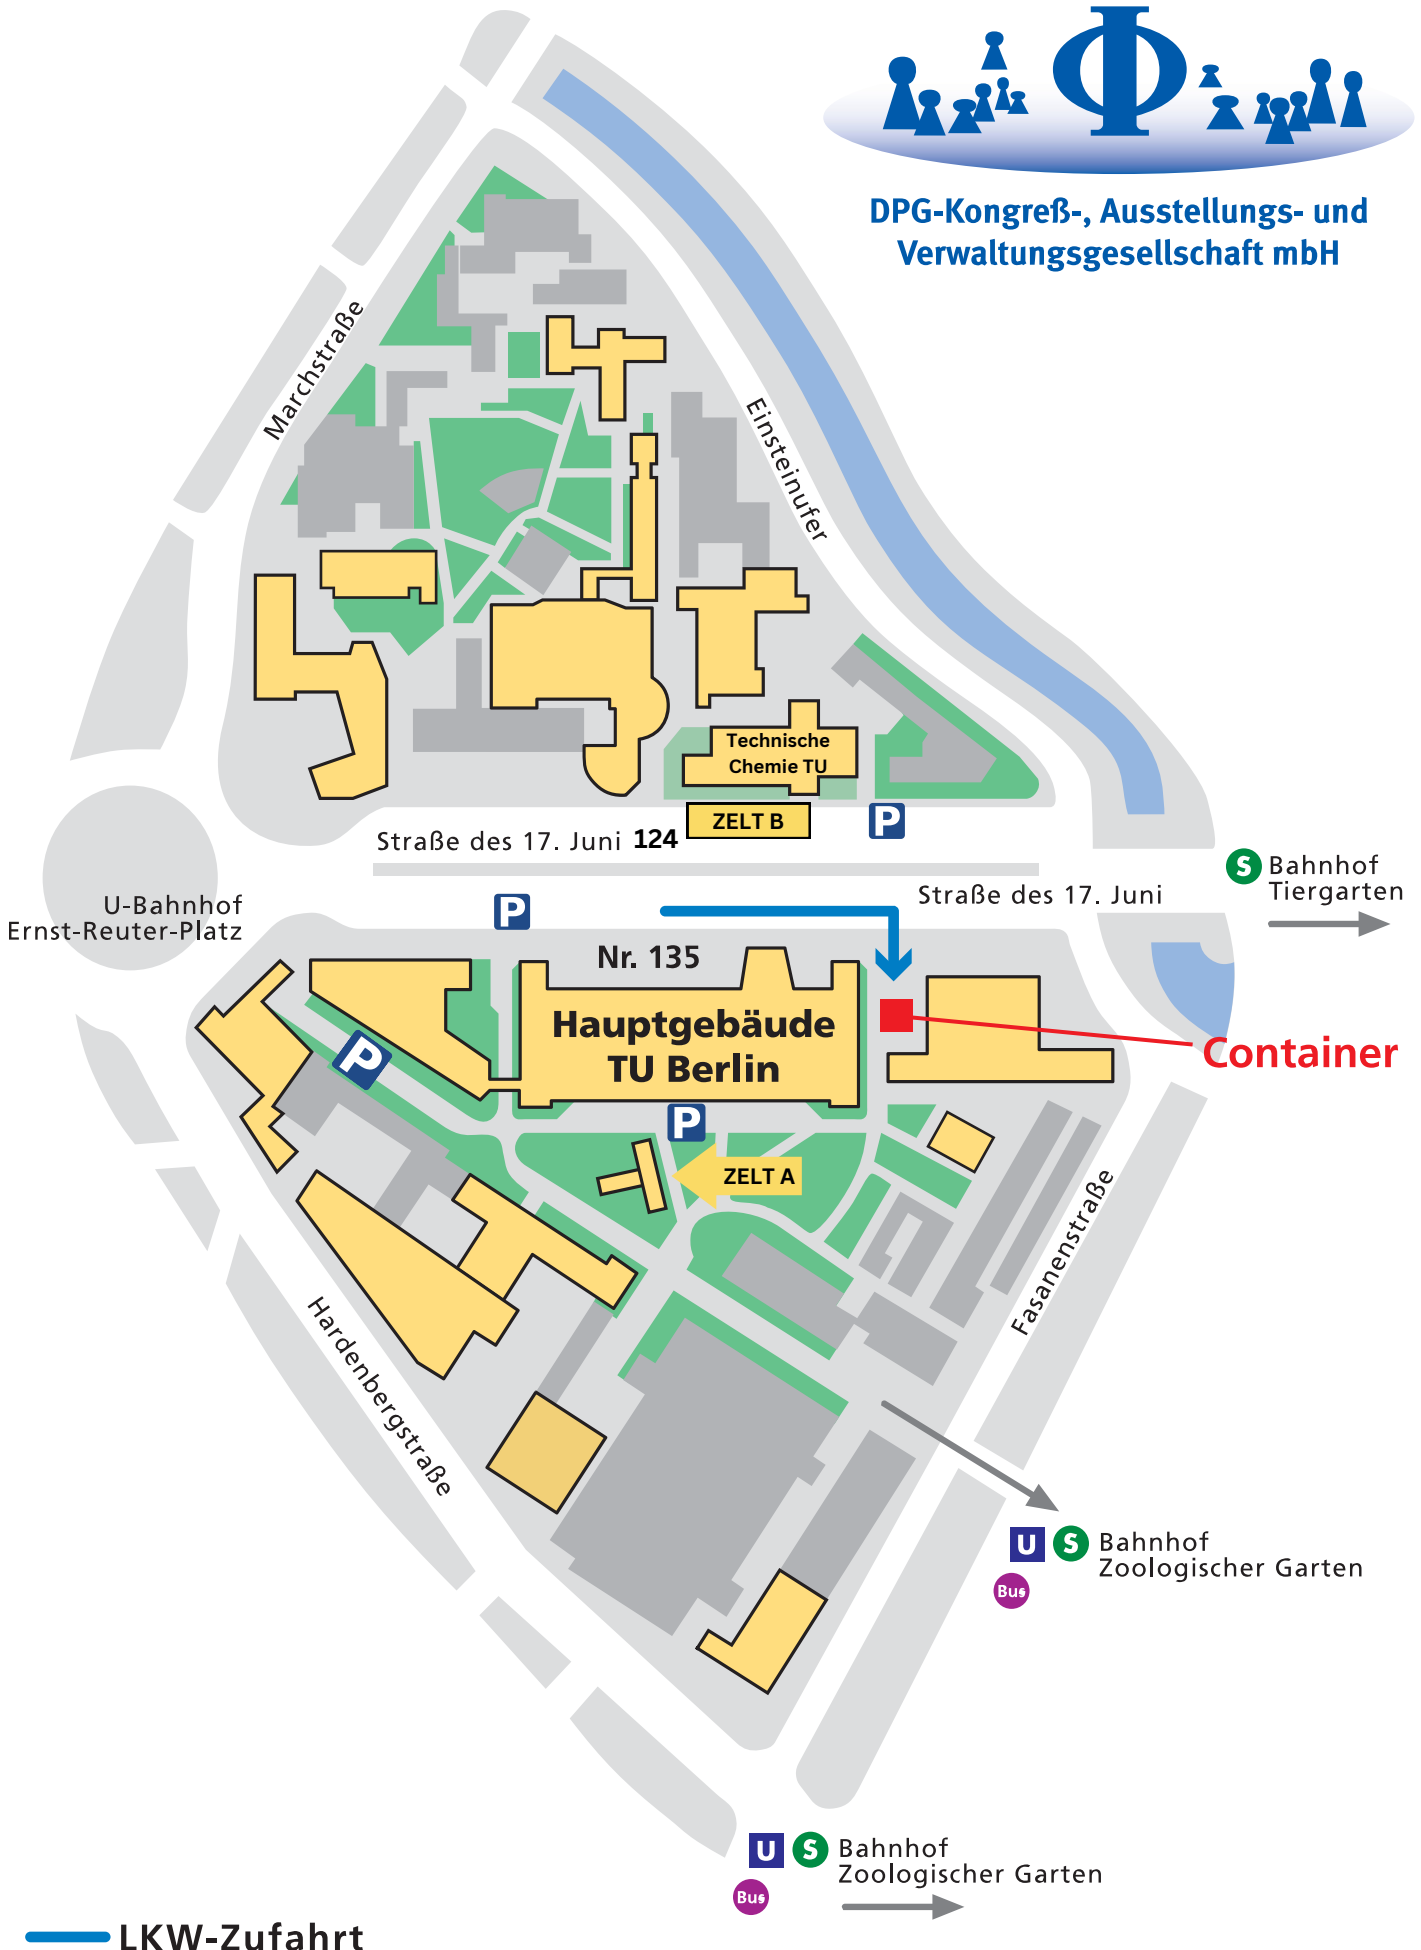 Φ
DPG-Kongreß-, Ausstellungs- und
Verwaltungsgesellschaft mbH
Marchstraße
Einsteinufer
Technische
Chemie TU
ZELT B
P
Straße des 17. Juni 124
S Bahnhof
Tiergarten
Straße des 17. Juni
U-Bahnhof
Ernst-Reuter-Platz
P
Nr. 135
Hauptgebäude
TU Berlin
Container
P
P
ZELT A
Fasanenstraße
Hardenbergstraße
U S Bahnhof
Zoologischer Garten
Bus
U S Bahnhof
Zoologischer Garten
Bus
LKW-Zufahrt